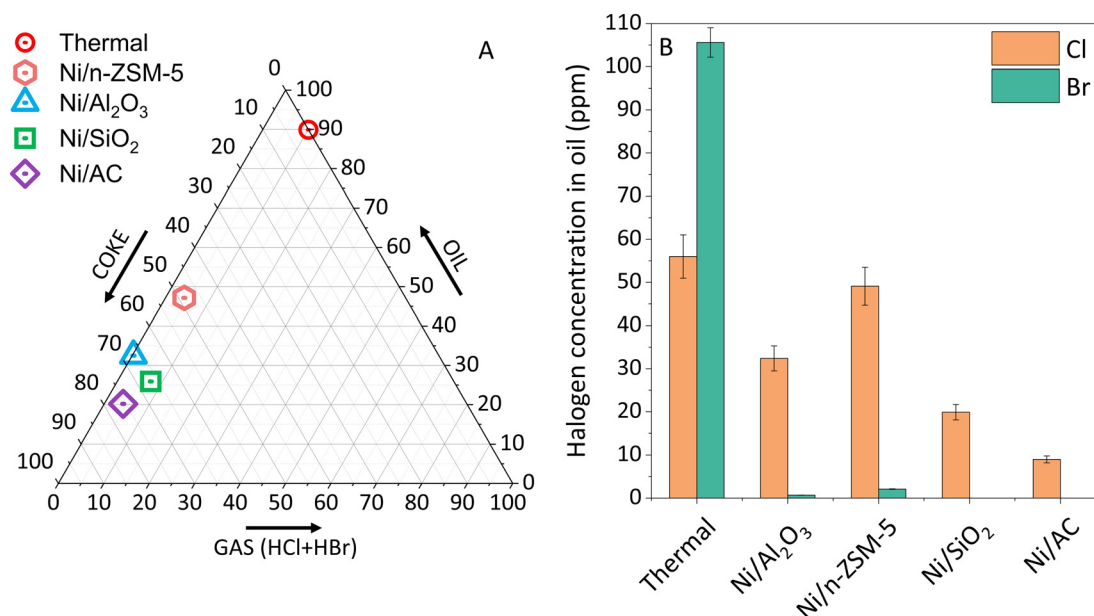 A
Thermal
Ni/n-ZSM-5
Ni/Al₂O₃
Ni/SiO₂
Ni/AC
0
10
20
30
40
50
60
70
80
90
100
100
90
80
70
60
50
40
30
20
10
0
0 10 20 30 40 50 60 70 80 90 100
COKE
OIL
GAS (HCl+HBr)
B
Cl
Br
Halogen concentration in oil (ppm)
110
100
90
80
70
60
50
40
30
20
10
0
Thermal
Ni/Al₂O₃
Ni/n-ZSM-5
Ni/SiO₂
Ni/AC